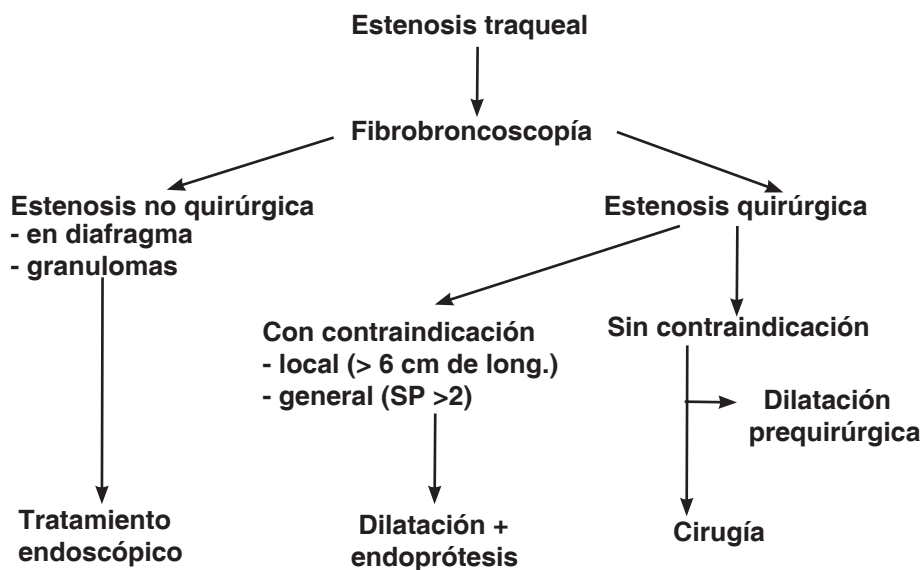 Estenosis traqueal
Fibrobroncoscopía
Estenosis no quirúrgica
- en diafragma
- granulomas
Estenosis quirúrgica
Con contraindicación
- local (> 6 cm de long.)
- general (SP >2)
Sin contraindicación
Dilatación
prequirúrgica
Tratamiento
endoscópico
Dilatación +
endoprótesis
Cirugía